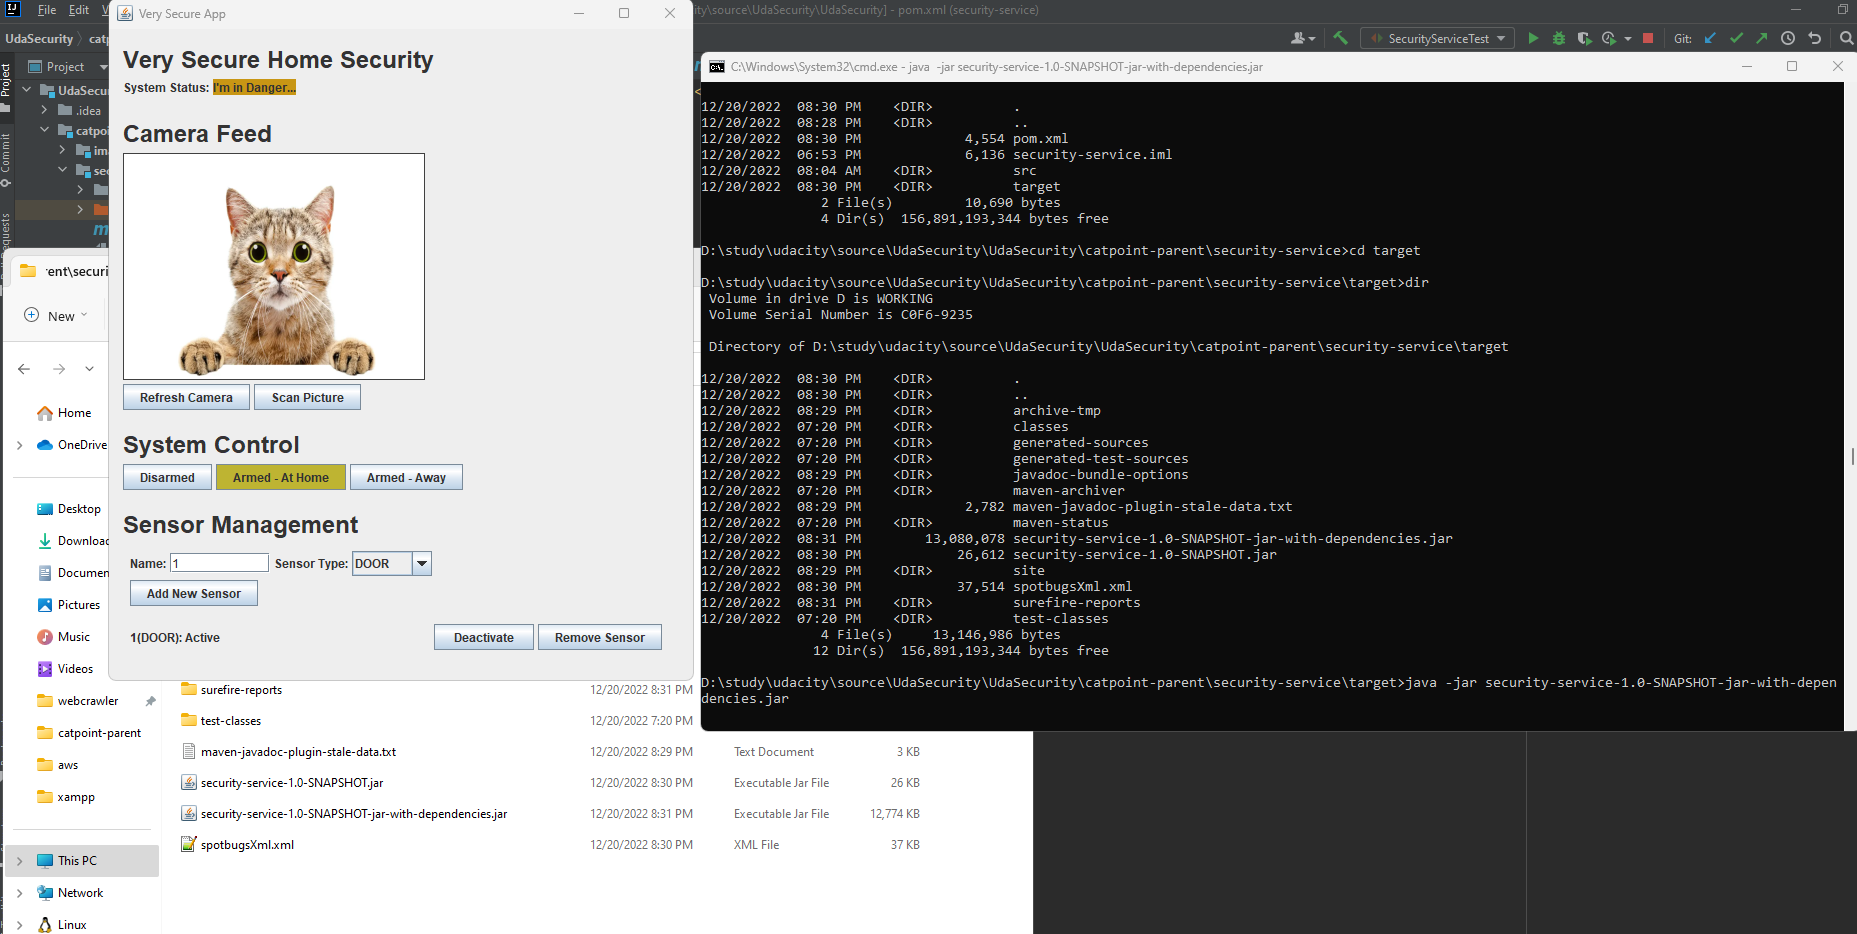 File Edit V
ity\source\UdaSecurity\UdaSecurity] - pom.xml (security-service)
UdaSecurity catp
SecurityServiceTest
Git:
Project
Project
UdaSecu
.idea
catpoi
im
sec
Commit
Very Secure App
Very Secure Home Security
System Status: I'm in Danger...
Camera Feed
Refresh Camera
Scan Picture
System Control
Disarmed
Armed - At Home
Armed - Away
Sensor Management
Name: 1 Sensor Type: DOOR
Add New Sensor
1(DOOR): Active
Deactivate
Remove Sensor
C:\Windows\System32\cmd.exe - java  -jar security-service-1.0-SNAPSHOT-jar-with-dependencies.jar
12/20/2022  08:30 PM    <DIR>          .
12/20/2022  08:28 PM    <DIR>          ..
12/20/2022  08:30 PM             4,554 pom.xml
12/20/2022  06:53 PM             6,136 security-service.iml
12/20/2022  08:04 AM    <DIR>          src
12/20/2022  08:30 PM    <DIR>          target
2 File(s)         10,690 bytes
4 Dir(s)  156,891,193,344 bytes free
D:\study\udacity\source\UdaSecurity\UdaSecurity\catpoint-parent\security-service>cd target
D:\study\udacity\source\UdaSecurity\UdaSecurity\catpoint-parent\security-service\target>dir
Volume in drive D is WORKING
Volume Serial Number is C0F6-9235
Directory of D:\study\udacity\source\UdaSecurity\UdaSecurity\catpoint-parent\security-service\target
12/20/2022  08:30 PM    <DIR>          .
12/20/2022  08:30 PM    <DIR>          ..
12/20/2022  08:29 PM    <DIR>          archive-tmp
12/20/2022  07:20 PM    <DIR>          classes
12/20/2022  07:20 PM    <DIR>          generated-sources
12/20/2022  07:20 PM    <DIR>          generated-test-sources
12/20/2022  08:29 PM    <DIR>          javadoc-bundle-options
12/20/2022  07:20 PM    <DIR>          maven-archiver
12/20/2022  08:29 PM             2,782 maven-javadoc-plugin-stale-data.txt
12/20/2022  07:20 PM    <DIR>          maven-status
12/20/2022  08:31 PM        13,080,078 security-service-1.0-SNAPSHOT-jar-with-dependencies.jar
12/20/2022  08:30 PM            26,612 security-service-1.0-SNAPSHOT.jar
12/20/2022  08:29 PM    <DIR>          site
12/20/2022  08:30 PM            37,514 spotbugsXml.xml
12/20/2022  08:31 PM    <DIR>          surefire-reports
12/20/2022  07:20 PM    <DIR>          test-classes
4 File(s)     13,146,986 bytes
12 Dir(s)  156,891,193,344 bytes free
D:\study\udacity\source\UdaSecurity\UdaSecurity\catpoint-parent\security-service\target>java -jar security-service-1.0-SNAPSHOT-jar-with-depen
dencies.jar
rent\securi
New
Home
OneDrive
Desktop
Downloac
Documen
Pictures
Music
Videos
webcrawler
catpoint-parent
aws
xampp
This PC
Network
Linux
surefire-reports 12/20/2022 8:31 PM
test-classes 12/20/2022 7:20 PM
maven-javadoc-plugin-stale-data.txt 12/20/2022 8:29 PM Text Document 3 KB
security-service-1.0-SNAPSHOT.jar 12/20/2022 8:30 PM Executable Jar File 26 KB
security-service-1.0-SNAPSHOT-jar-with-dependencies.jar 12/20/2022 8:31 PM Executable Jar File 12,774 KB
spotbugsXml.xml 12/20/2022 8:30 PM XML File 37 KB